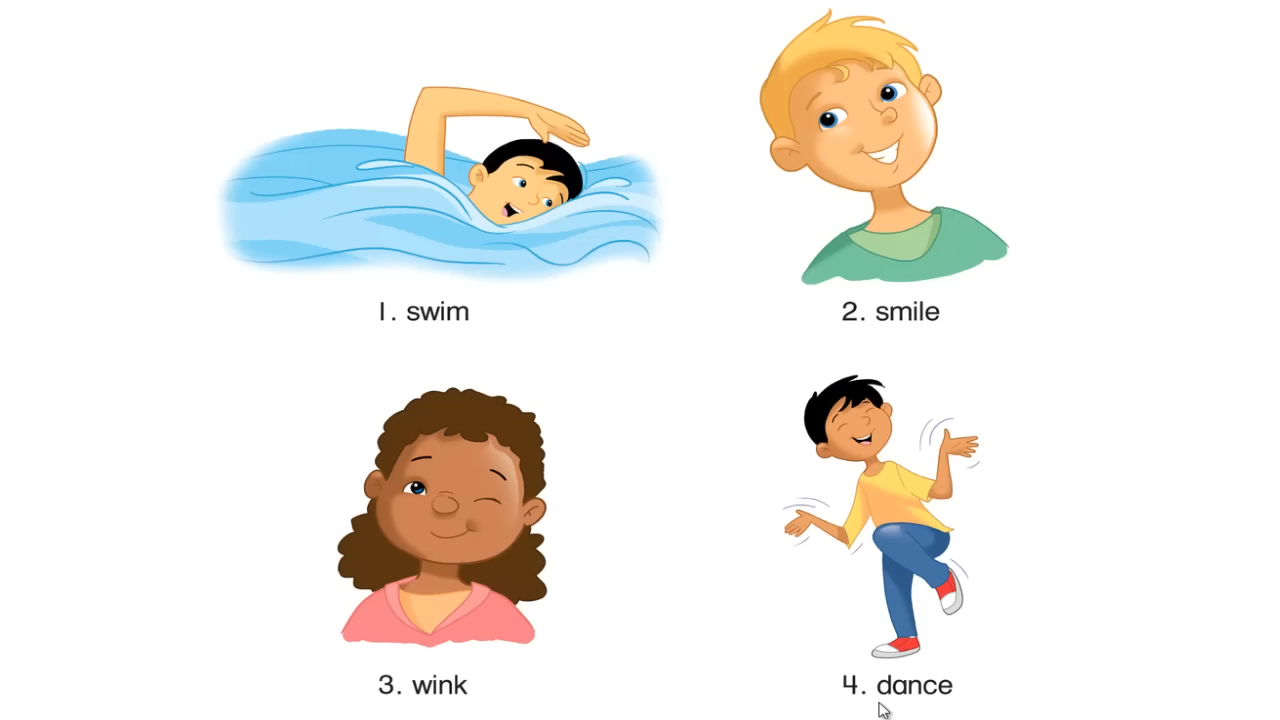 1. swim
2. smile
3. wink
4. dance